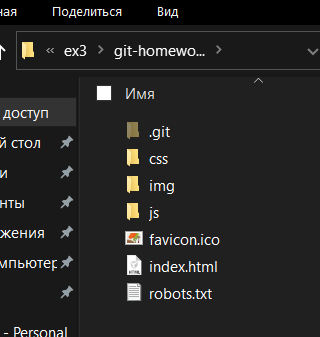 ная Поделиться Вид
ex3 git-homewo...
Имя
доступ
й стол
и
нты
жения
мпьютер
- Personal
.git
css
img
js
favicon.ico
index.html
robots.txt